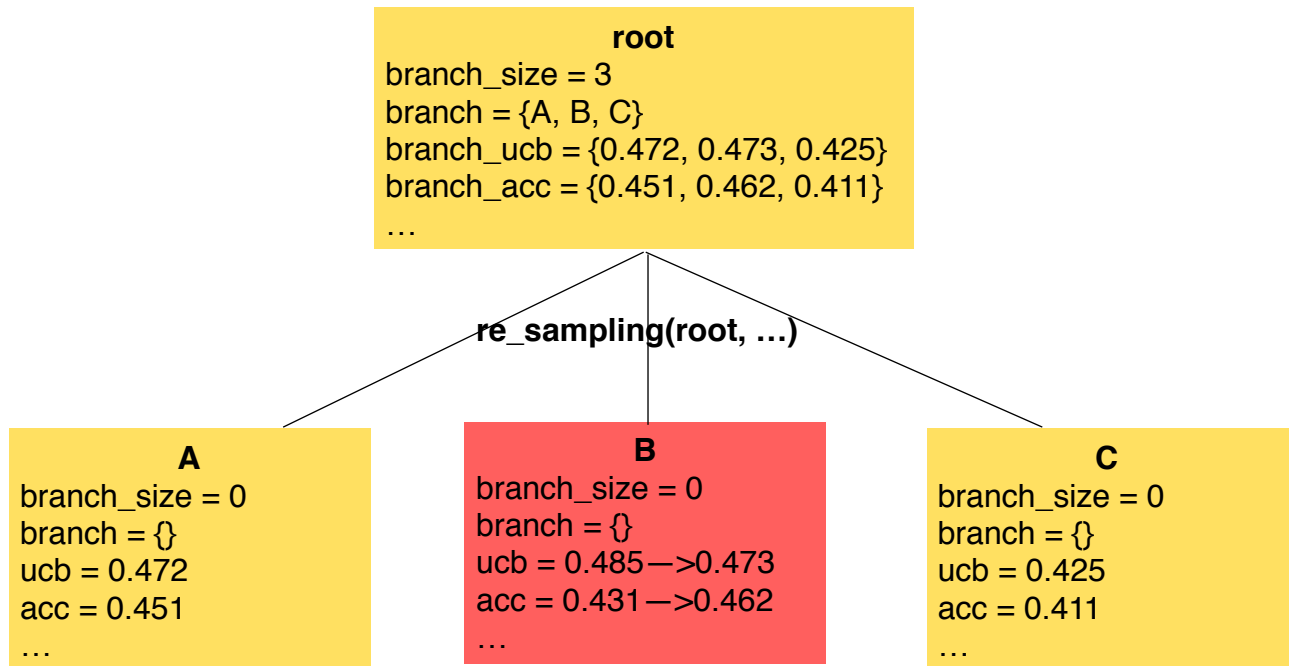 root
branch_size = 3
branch = {A, B, C}
branch_ucb = {0.472, 0.473, 0.425}
branch_acc = {0.451, 0.462, 0.411}
…
re_sampling(root, …)
A
branch_size = 0
branch = {}
ucb = 0.472
acc = 0.451
…
B
branch_size = 0
branch = {}
ucb = 0.485—>0.473
acc = 0.431—>0.462
…
C
branch_size = 0
branch = {}
ucb = 0.425
acc = 0.411
…